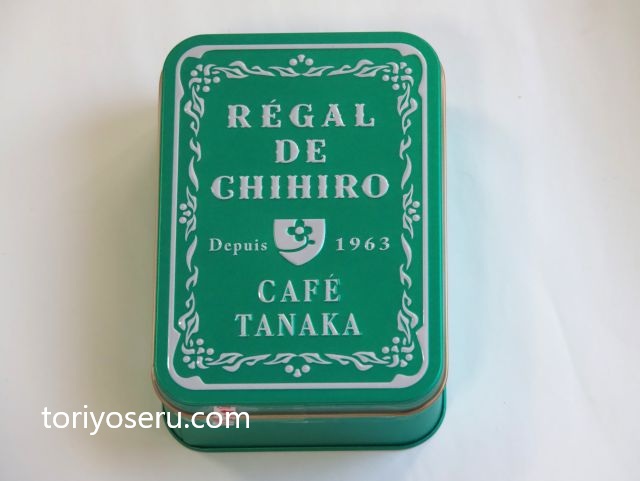 RÉGAL
DE
CHIHIRO
Depuis 1963
CAFÉ
TANAKA
toriyoseru.com